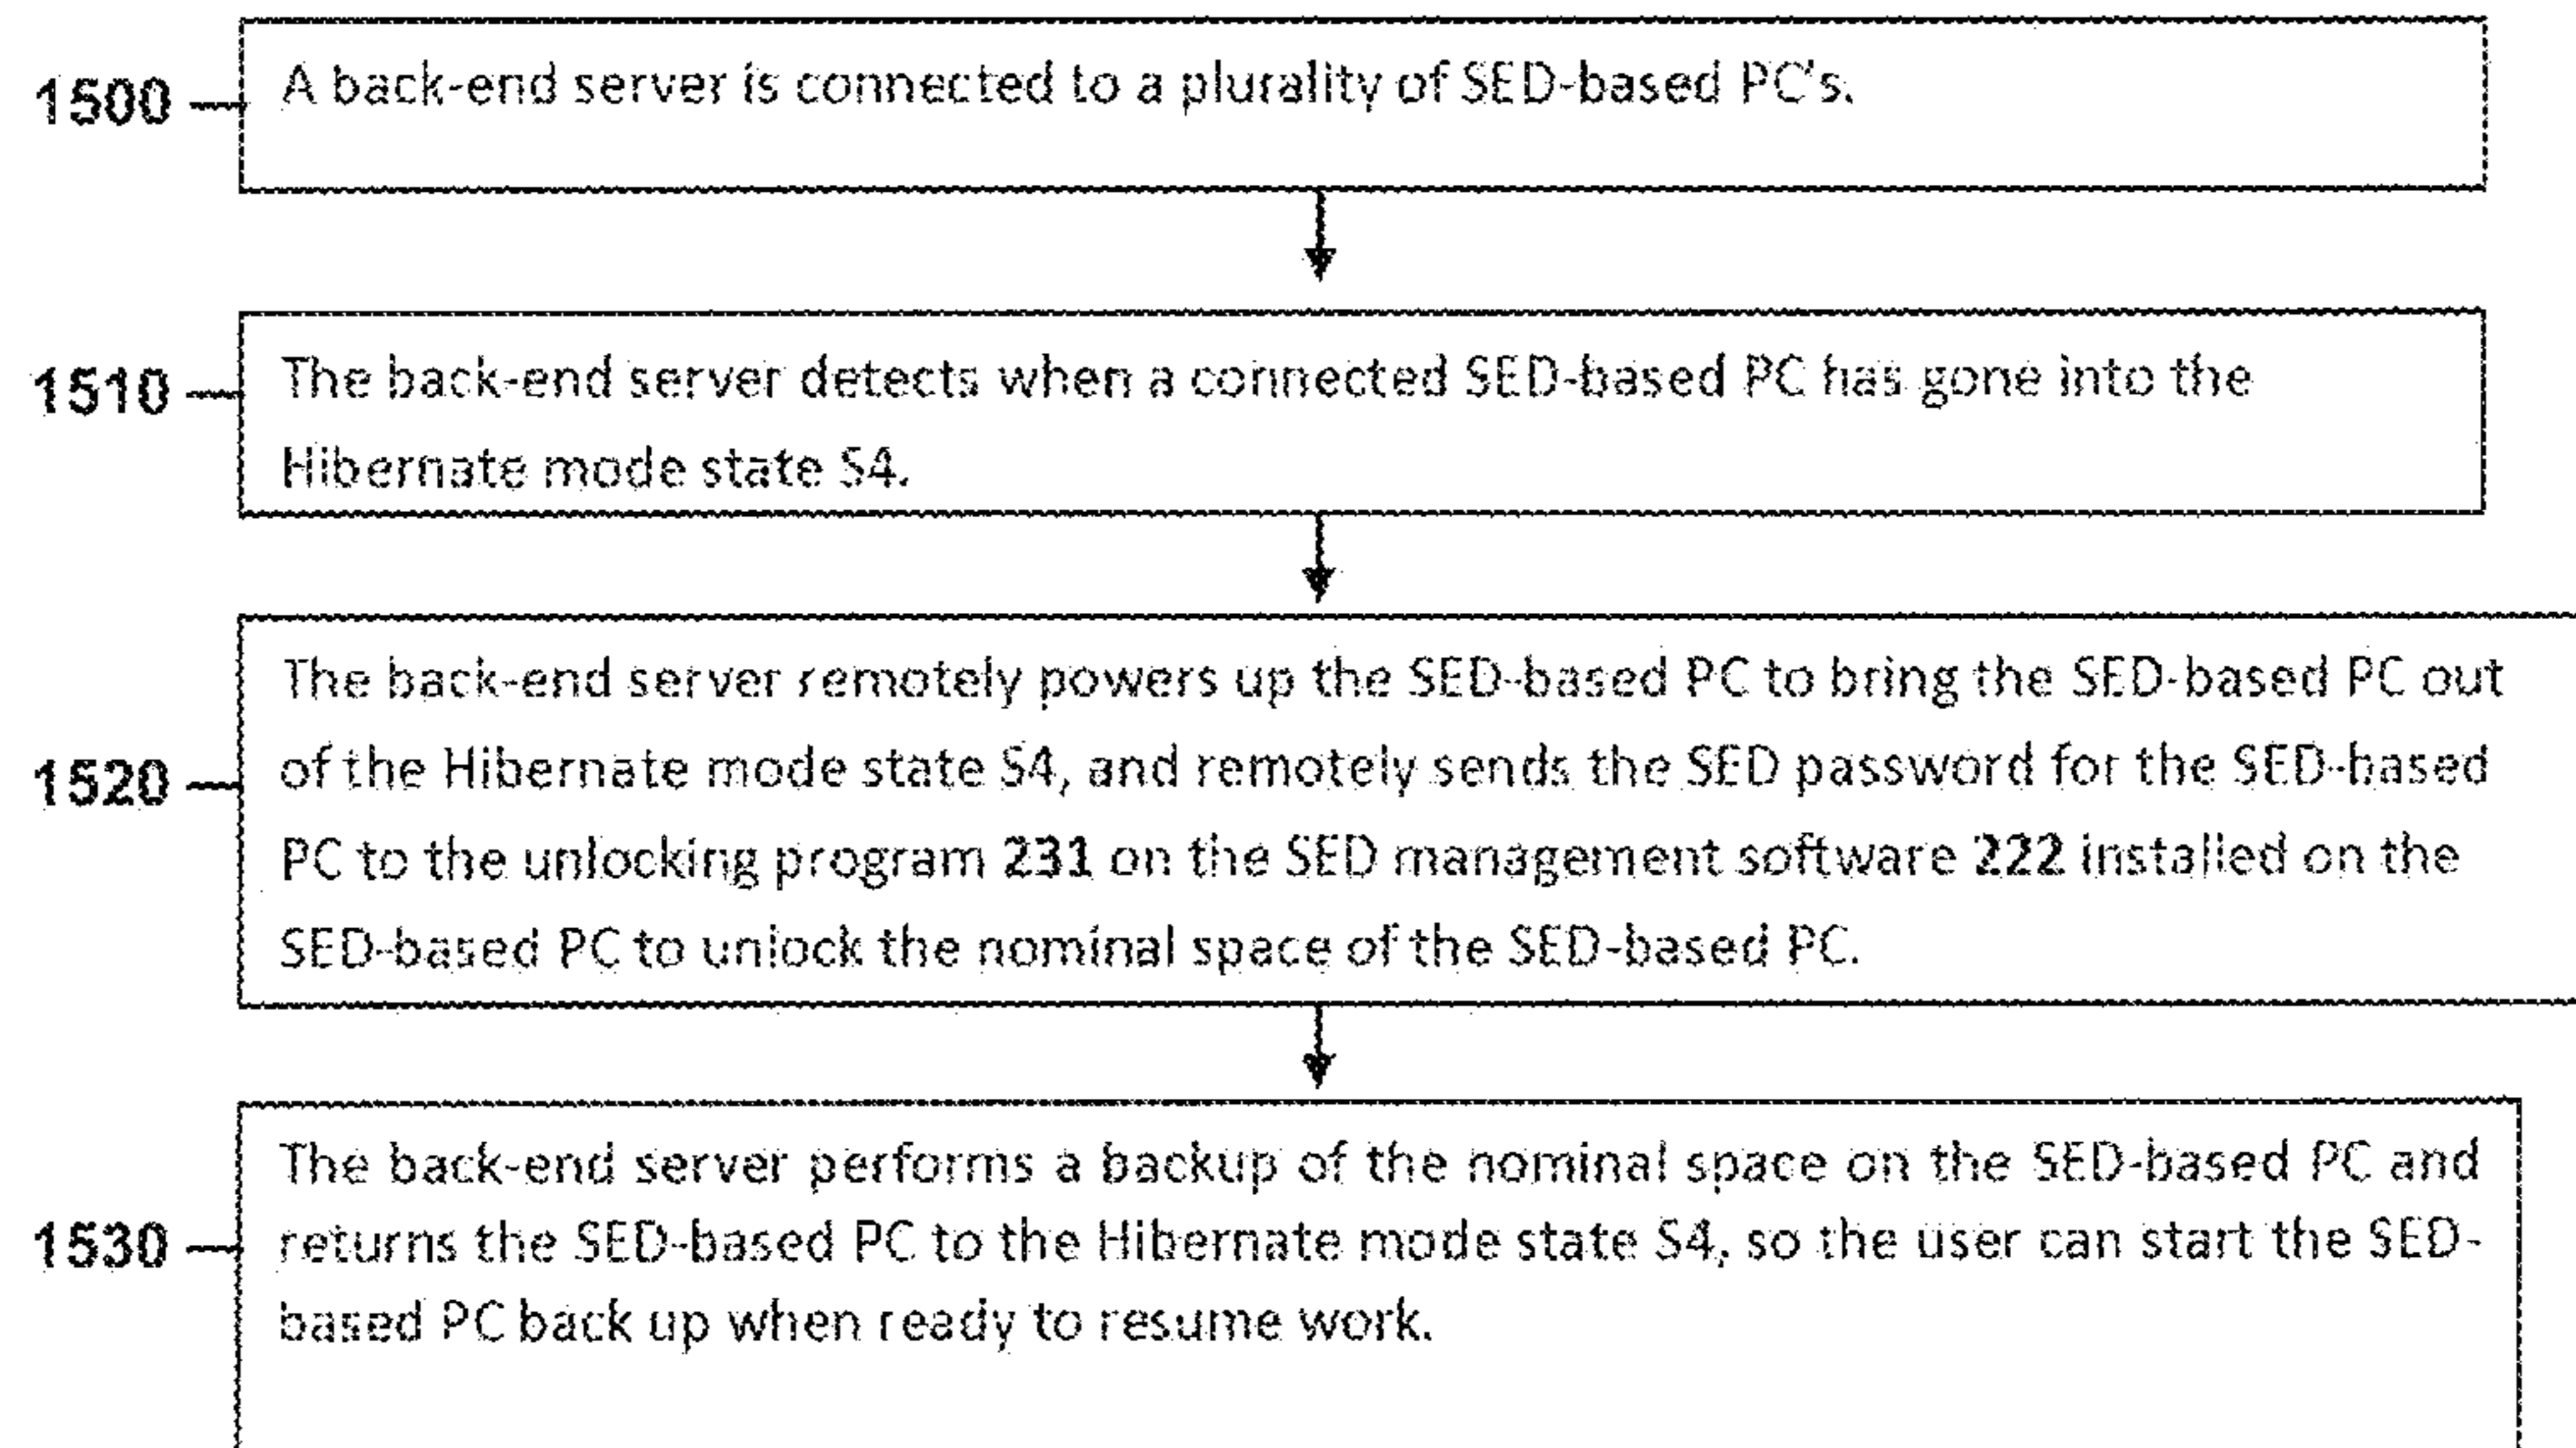 1500
A back-end server is connected to a plurality of SED-based PC's.
1510
The back-end server detects when a connected SED-based PC has gone into the
Hibernate mode state S4.
1520
The back-end server remotely powers up the SED-based PC to bring the SED-based PC out
of the Hibernate mode state S4, and remotely sends the SED password for the SED-based
PC to the unlocking program 231 on the SED management software 222 installed on the
SED-based PC to unlock the nominal space of the SED-based PC.
1530
The back-end server performs a backup of the nominal space on the SED-based PC and
returns the SED-based PC to the Hibernate mode state S4, so the user can start the SED-
based PC back up when ready to resume work.